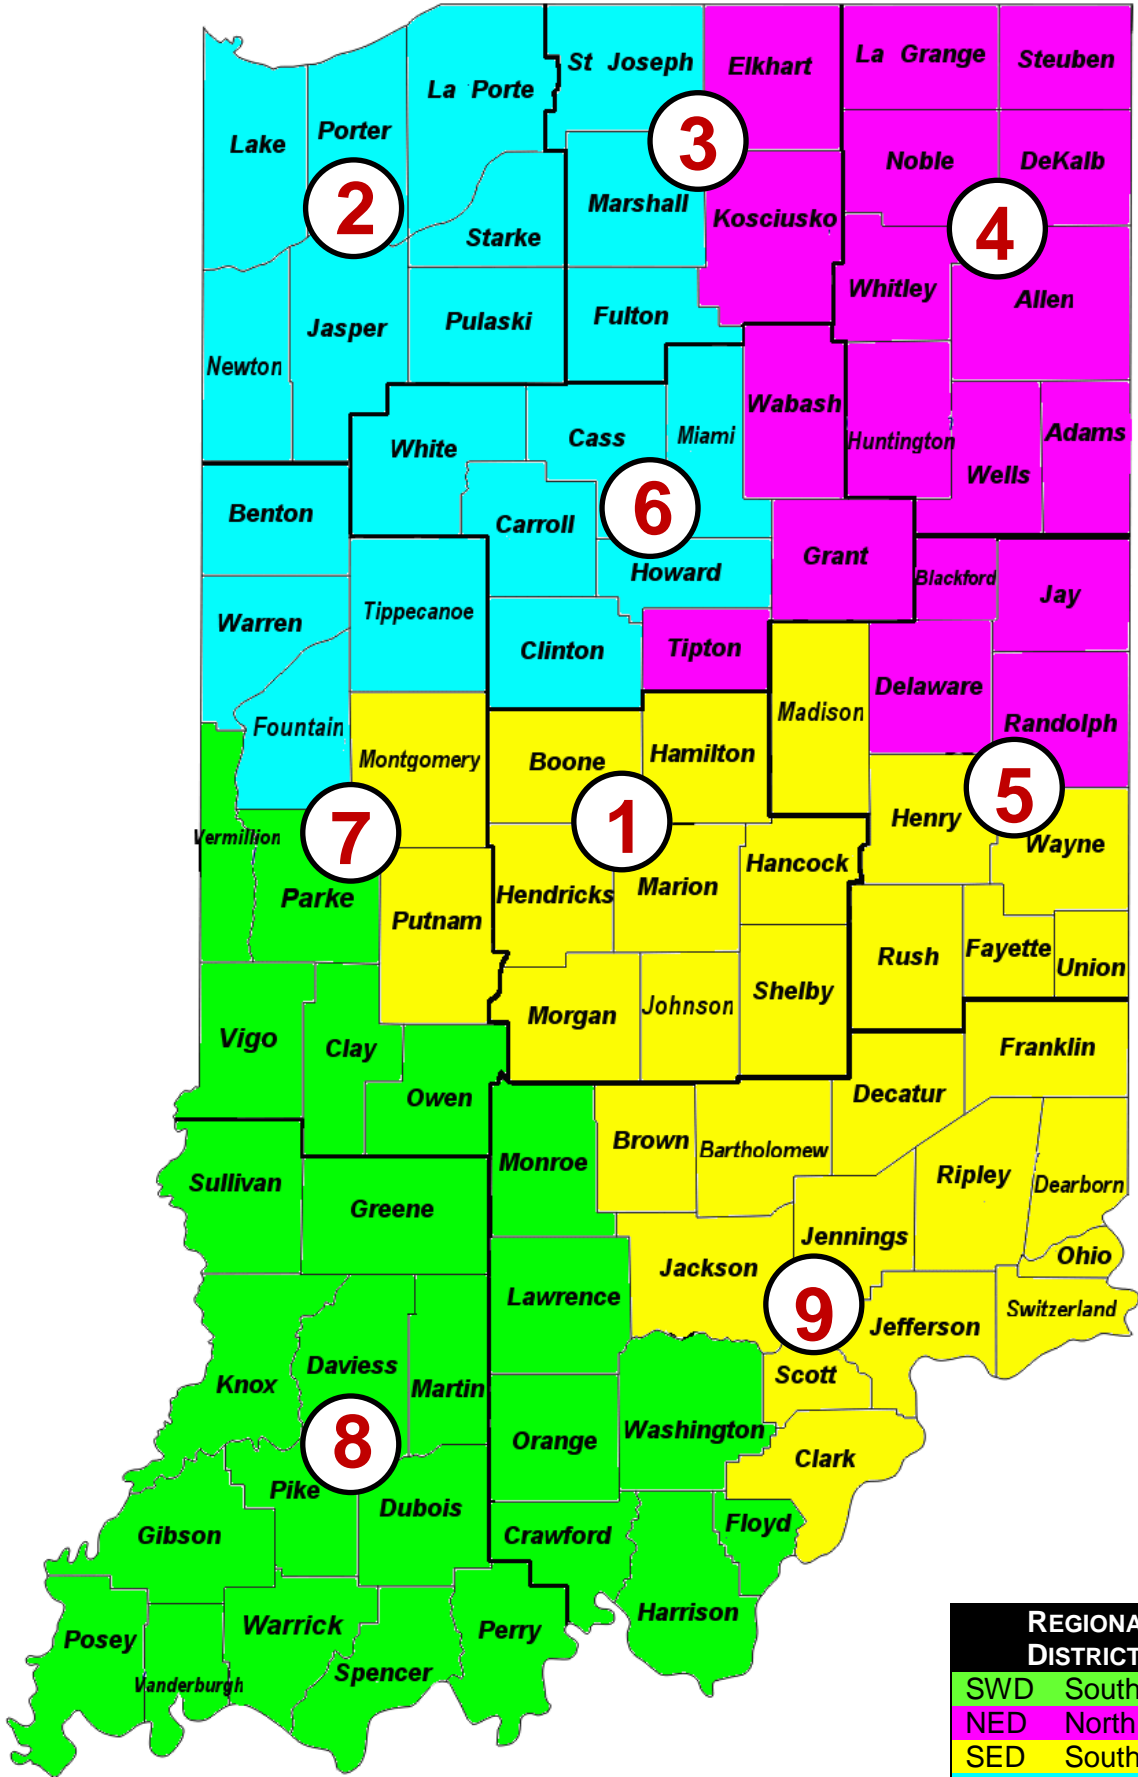 St Joseph
Elkhart
La Grange
Steuben
La Porte
Lake
Porter
3
Noble
DeKalb
2
Marshall
Kosciusko
4
Starke
Whitley
Allen
Newton
Jasper
Pulaski
Fulton
White
Cass
Miami
Wabash
Huntington
Wells
Adams
Benton
Carroll
6
Howard
Grant
Blackford
Jay
Warren
Tippecanoe
Clinton
Tipton
Delaware
Randolph
Fountain
Montgomery
Boone
Hamilton
Madison
5
Vermillion
7
1
Henry
Wayne
Parke
Putnam
Hendricks
Marion
Hancock
Rush
Fayette
Union
Vigo
Clay
Morgan
Johnson
Shelby
Franklin
Owen
Decatur
Sullivan
Greene
Monroe
Brown
Bartholomew
Ripley
Dearborn
Jennings
Ohio
Lawrence
Jackson
9
Jefferson
Switzerland
Knox
Daviess
Martin
Scott
8
Orange
Washington
Clark
Gibson
Pike
Dubois
Crawford
Floyd
Posey
Vanderburgh
Warrick
Spencer
Perry
Harrison
REGIONA
DISTRICT
SWD South
NED North
SED South